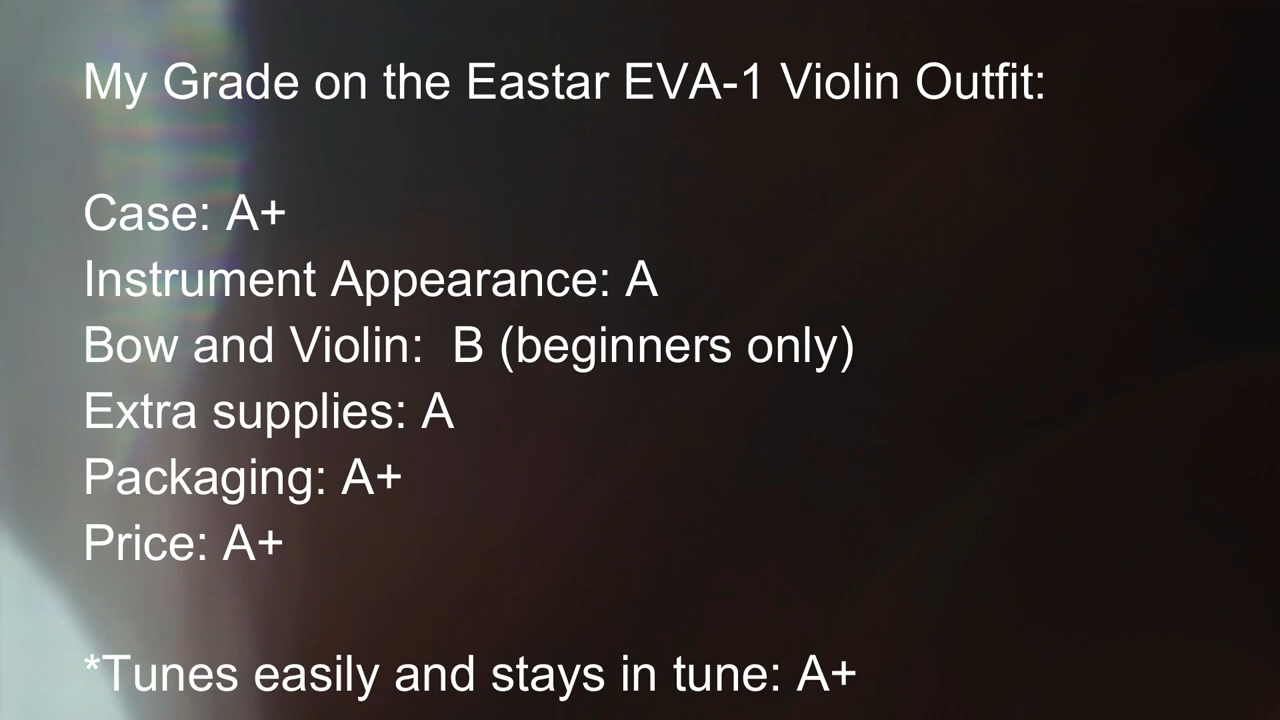 My Grade on the Eastar EVA-1 Violin Outfit:
Case: A+
Instrument Appearance: A
Bow and Violin:  B (beginners only)
Extra supplies: A
Packaging: A+
Price: A+
*Tunes easily and stays in tune: A+